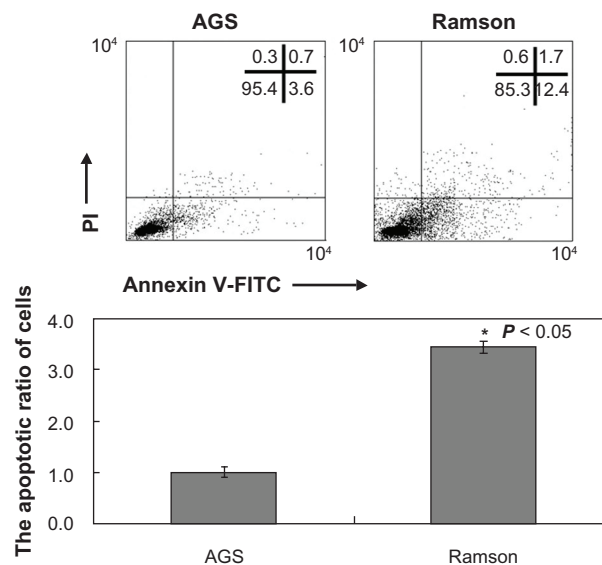 AGS
Ramson
10⁴
0.3 0.7
95.4 3.6
10⁴
0.6 1.7
85.3 12.4
PI
10⁴
10⁴
Annexin V-FITC
The apoptotic ratio of cells
4.0
3.0
2.0
1.0
0.0
* P < 0.05
AGS
Ramson